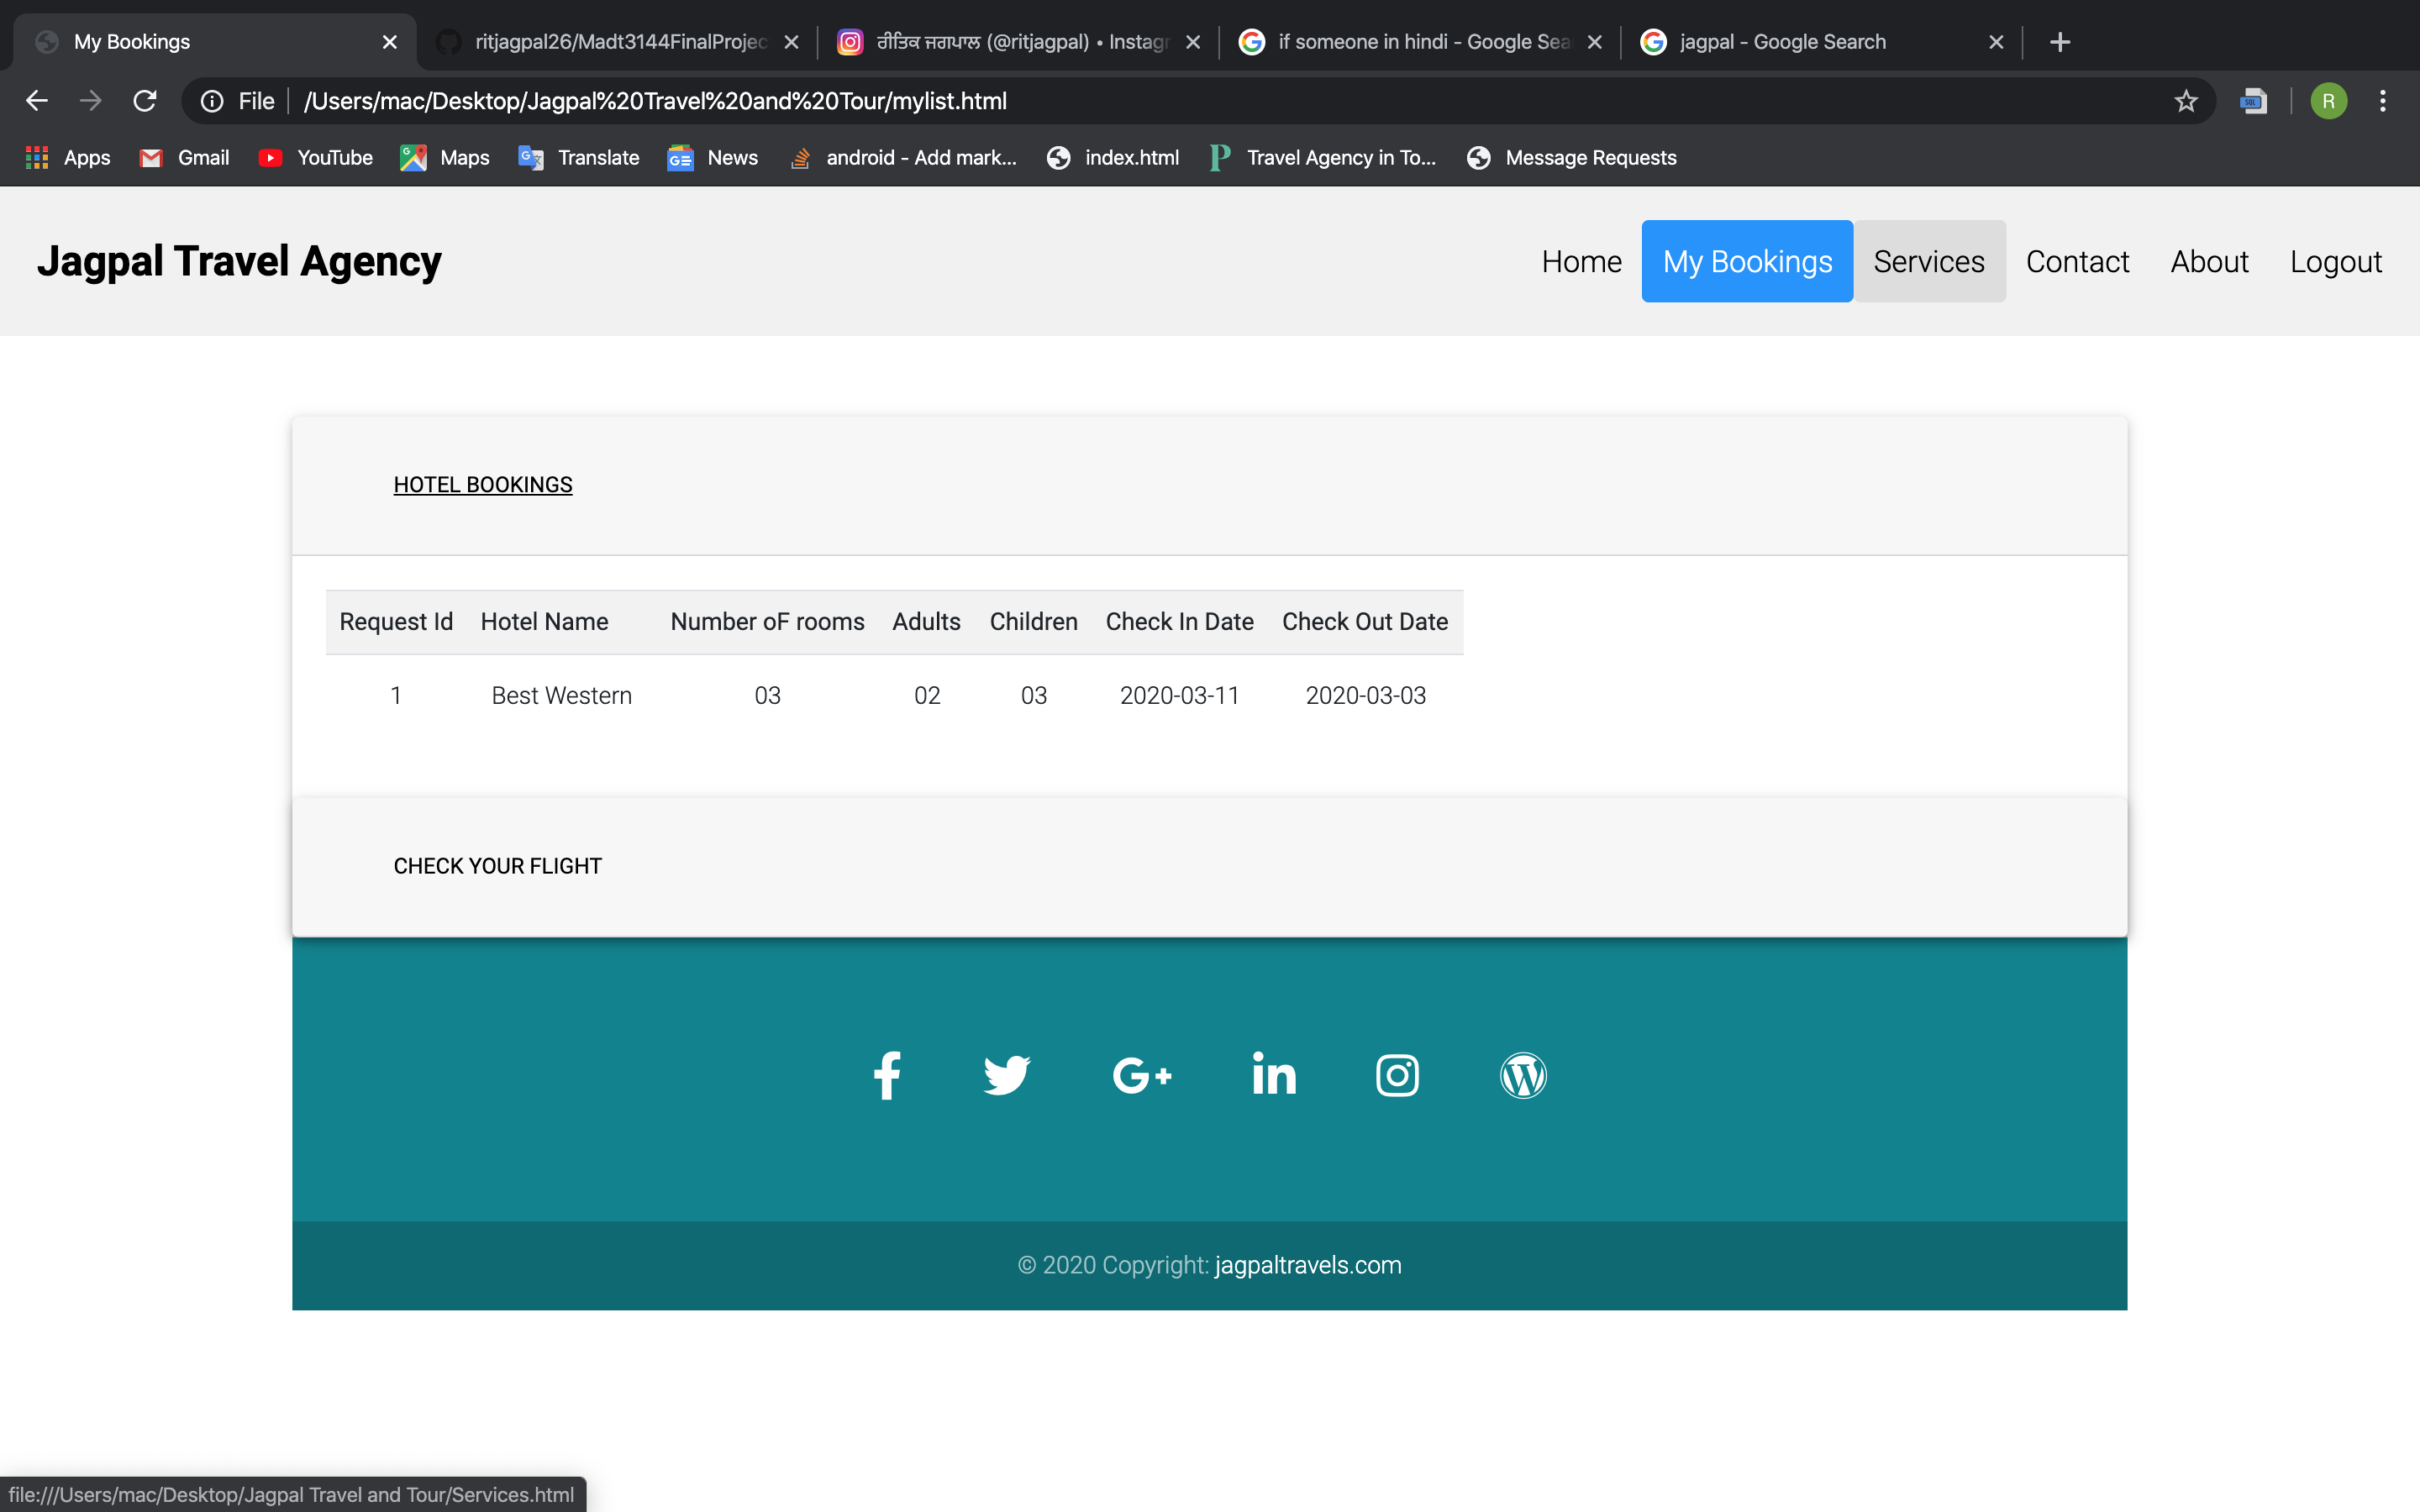 My Bookings
ritjagpal26/Madt3144FinalProjec
ਰੀਤਿਕ ਜਗਪਾਲ (@ritjagpal) • Instagr
if someone in hindi - Google Sea
jagpal - Google Search
File /Users/mac/Desktop/Jagpal%20Travel%20and%20Tour/mylist.html
SQL
R
Apps Gmail YouTube Maps Translate News android - Add mark... index.html Travel Agency in To... Message Requests
Jagpal Travel Agency
Home My Bookings Services Contact About Logout
HOTEL BOOKINGS
Request Id Hotel Name Number oF rooms Adults Children Check In Date Check Out Date
1 Best Western 03 02 03 2020-03-11 2020-03-03
CHECK YOUR FLIGHT
© 2020 Copyright: jagpaltravels.com
file:///Users/mac/Desktop/Jagpal Travel and Tour/Services.html